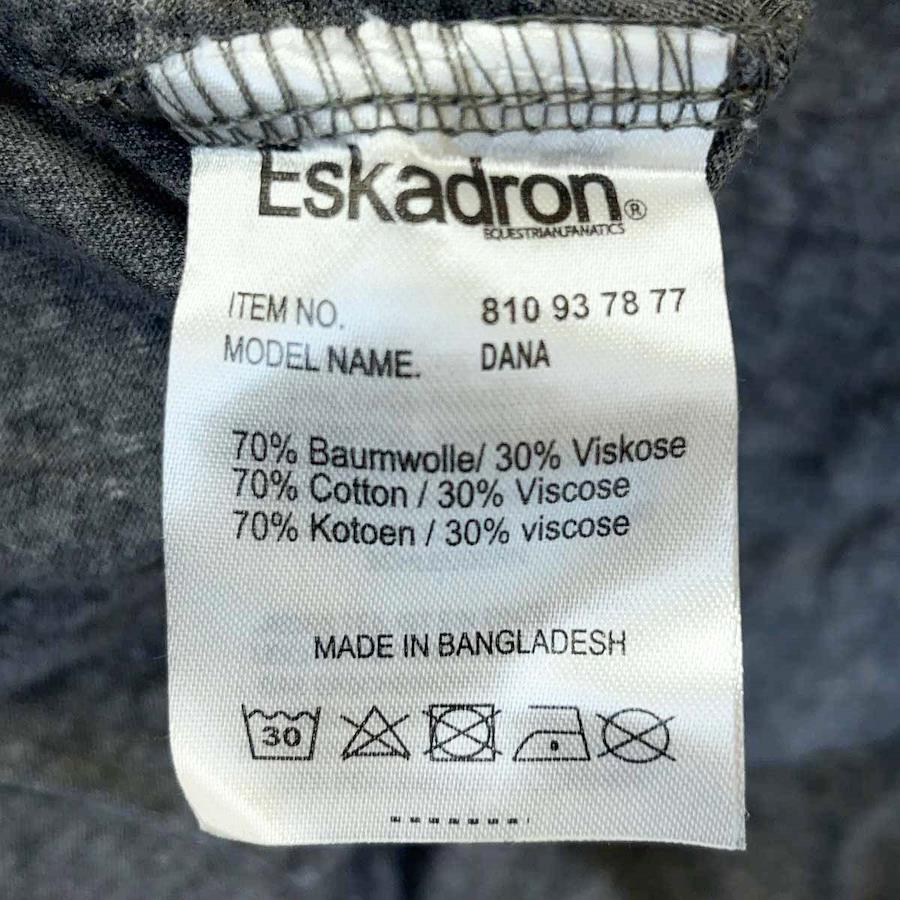 Eskadron®
EQUESTRIAN.FANATICS
ITEM NO. 810 93 78 77
MODEL NAME. DANA
70% Baumwolle/ 30% Viskose
70% Cotton / 30% Viscose
70% Kotoen / 30% viscose
MADE IN BANGLADESH
30